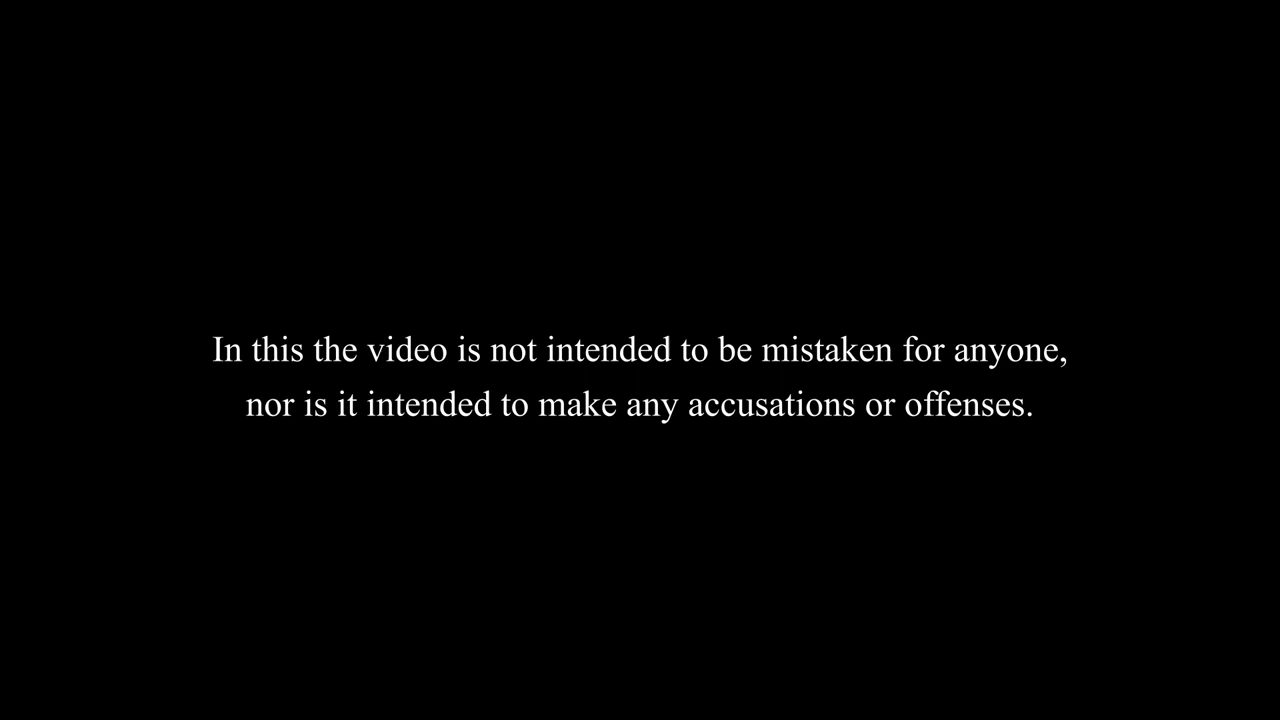 In this the video is not intended to be mistaken for anyone,
nor is it intended to make any accusations or offenses.